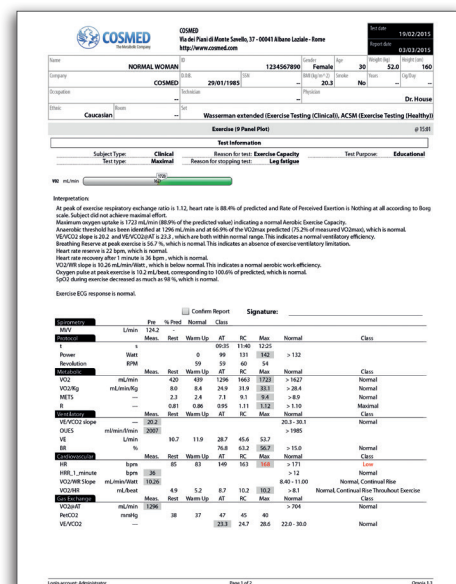 COSMED
The Metabolic Company
COSMED
Via dei Piani di Monte Savello, 37 - 00041 Albano Laziale - Rome
http://www.cosmed.com
Test date
19/02/2015
Report date
03/03/2015
Name NORMAL WOMAN ID 1234567890 Gender Female Age 30 Weight (kg) 52.0 Height (cm) 160
Company COSMED D.O.B. 29/01/1985 SSN -- BMI (kg/m^2) 20.3 Smoke No Years -- Cig/Day --
Occupation -- Technician -- Physician Dr. House
Ethnic Caucasian Room -- Set Wasserman extended (Exercise Testing (Clinical)), ACSM (Exercise Testing (Healthy))
Exercise (9 Panel Plot) @ 15:01
Test Information
Subject Type: Clinical Reason for test: Exercise Capacity Test Purpose: Educational
Test type: Maximal Reason for stopping test: Leg fatigue
VO2 mL/min
Interpretation:
At peak of exercise respiratory exchange ratio is 1.12, heart rate is 88.4% of predicted and Rate of Perceived Exertion is Nothing at all according to Borg
scale. Subject did not achieve maximal effort.
Maximum oxygen uptake is 1723 mL/min (88.9% of the predicted value) indicating a normal Aerobic Exercise Capacity.
Anaerobic threshold has been identified at 1296 mL/min and at 66.9% of the VO2max predicted (75.2% of measured VO2max), which is normal.
VE/VCO2 slope is 20.2 and VE/VCO2@AT is 23.3 , which are both within normal range. This indicates a normal ventilatory efficiency.
Breathing Reserve at peak exercise is 56.7 %, which is normal. This indicates an absence of exercise ventilatory limitation.
Heart rate reserve is 22 bpm, which is normal.
Heart rate recovery after 1 minute is 36 bpm , which is normal.
VO2/WR slope is 10.26 mL/min/Watt , which is below normal. This indicates a normal aerobic work efficiency.
Oxygen pulse at peak exercise is 10.2 mL/beat, corresponding to 100.6% of predicted, which is normal.
SpO2 during exercise decreased as much as 98 %, which is normal.
Exercise ECG response is normal.
Confirm Report Signature:
Spirometry Pre % Pred Normal Class
MVV L/min 124.2 -
Protocol Meas. Rest Warm Up AT RC Max Normal Class
t s 09:35 11:40 12:25
Power Watt 0 99 131 142 > 132
Revolution RPM 59 59 60 54
Metabolic Meas. Rest Warm Up AT RC Max Normal Class
VO2 mL/min 420 439 1296 1663 1723 > 1627 Normal
VO2/Kg mL/min/Kg 8.0 8.4 24.9 31.9 33.1 > 28.4 Normal
METS --- 2.3 2.4 7.1 9.1 9.4 > 8.9 Normal
R --- 0.81 0.86 0.95 1.11 1.12 > 1.10 Maximal
Ventilatory Meas. Rest Warm Up AT RC Max Normal Class
VE/VCO2 slope --- 20.2 20.3 - 30.1 Normal
OUES ml/min/l/min 2007 > 1985
VE L/min 10.7 11.9 28.7 45.6 53.7
BR % 76.8 63.2 56.7 > 15.0 Normal
Cardiovascular Meas. Rest Warm Up AT RC Max Normal Class
HR bpm 85 83 149 163 168 > 171 Low
HRR_1_minute bpm 36 > 12 Normal
VO2/WR Slope mL/min/Watt 10.26 8.40 - 11.00 Normal, Continual Rise
VO2/HR mL/beat 4.9 5.2 8.7 10.2 10.2 > 8.1 Normal, Continual Rise Throuhout Exercise
Gas Exchange Meas. Rest Warm Up AT RC Max Normal Class
VO2@AT mL/min 1296 > 704 Normal
PetCO2 mmHg 38 37 47 45 40
VE/VCO2 --- 23.3 24.7 28.6 22.0 - 30.0 Normal
Login account: Administrator Page 1 of 2 Omnia 1.3